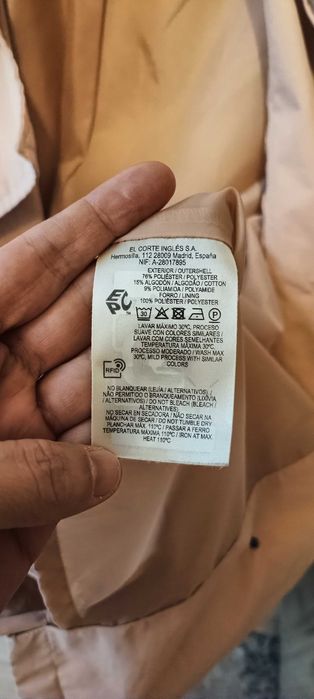 EL CORTE INGLÉS S.A.
Hermosilla, 112 28009 Madrid, España
NIF: A-28017895
EXTERIOR / OUTERSHELL
76% POLIÉSTER / POLYESTER
15% ALGODÓN / ALGODÃO / COTTON
9% POLIAMIDA / POLYAMIDE
FORRO / LINING
100% POLIÉSTER / POLYESTER
30 P
LAVAR MÁXIMO 30ºC, PROCESO
SUAVE CON COLORES SIMILARES /
LAVAR COM CORES SEMELHANTES
TEMPERATURA MÁXIMA 30ºC
PROCESSO MODERADO / WASH MAX
30ºC, MILD PROCESS WITH SIMILAR
COLORS
RFID
NO BLANQUEAR (LEJÍA / ALTERNATIVOS) /
NÃO PERMITIDO O BRANQUEAMENTO (LIXÍVIA
/ ALTERNATIVOS) / DO NOT BLEACH (BLEACH /
ALTERNATIVES)
NO SECAR EN SECADORA / NÃO SECAR NA
MÁQUINA DE SECAR / DO NOT TUMBLE DRY
PLANCHAR MÁX. 110ºC / PASSAR A FERRO
TEMPERATURA MÁXIMA 110ºC / IRON AT MAX
HEAT 110ºC